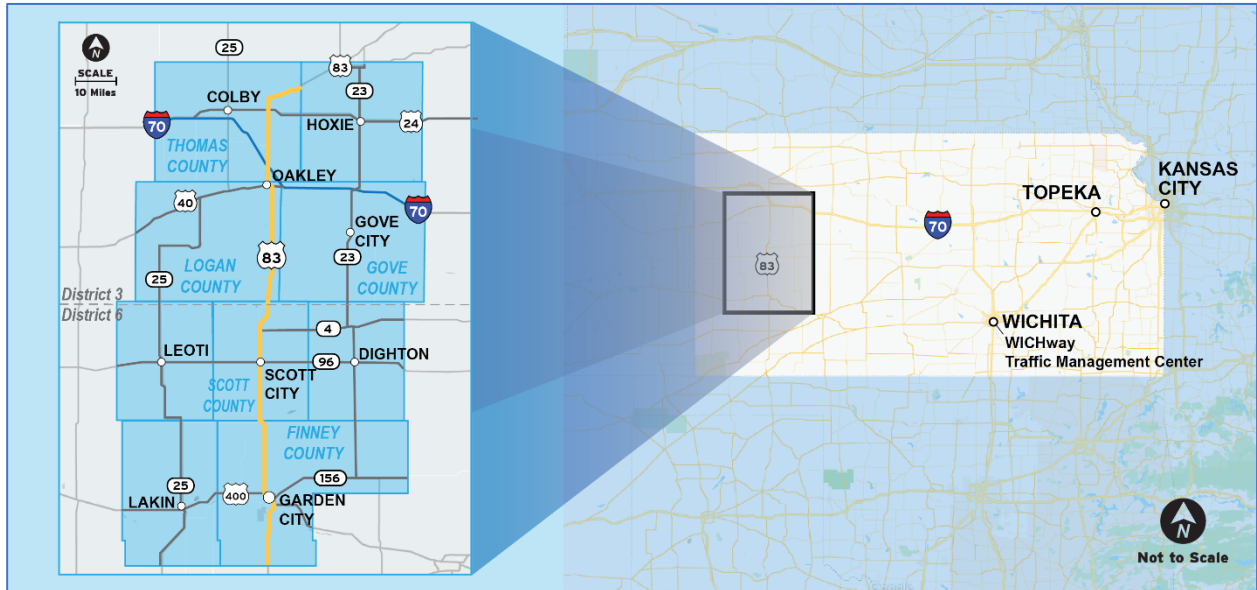 25
83
N
SCALE
10 Miles
23
COLBY
HOXIE
24
70
THOMAS
COUNTY
OAKLEY
40
70
GOVE
CITY
83
23
LOGAN
COUNTY
GOVE
COUNTY
25
District 3
District 6
4
LEOTI
96
DIGHTON
SCOTT
CITY
SCOTT
COUNTY
FINNEY
COUNTY
156
25
400
LAKIN
GARDEN
CITY
KANSAS
CITY
TOPEKA
70
83
WICHITA
WICHway
Traffic Management Center
N
Not to Scale